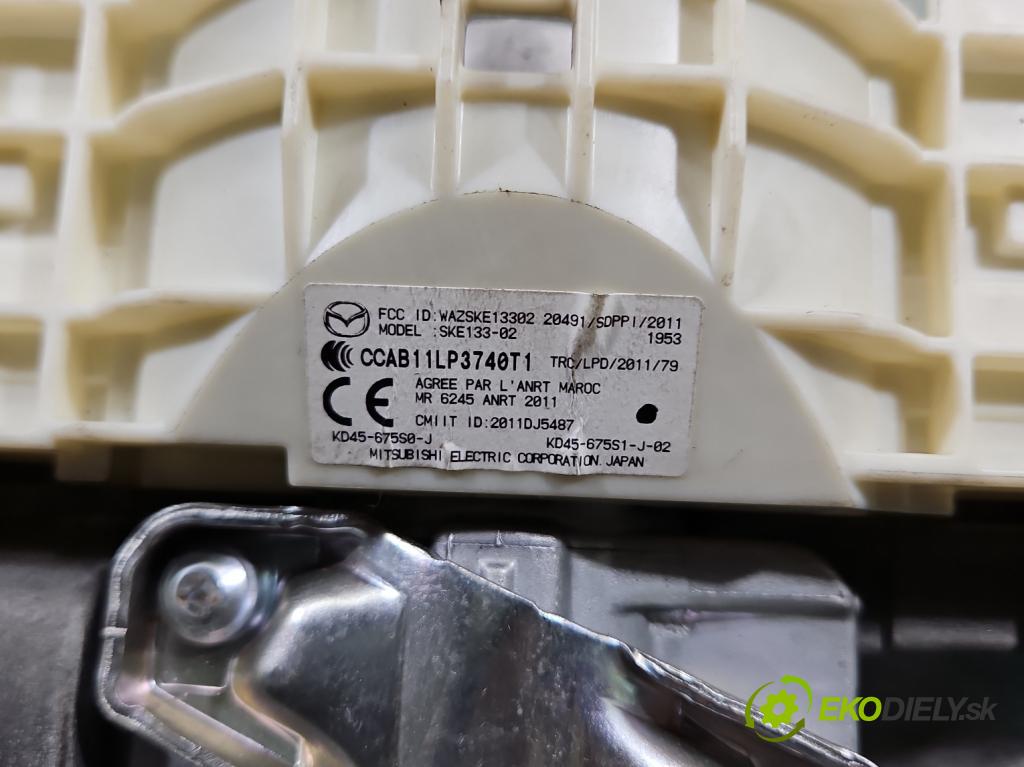 FCC ID:WAZSKE13302 20491/SDPPI/2011
MODEL :SKE133-02 1953
CCAB11LP3740T1 TRC/LPD/2011/79
CE AGREE PAR L'ANRT MAROC
MR 6245 ANRT 2011
CMIIT ID:2011DJ5487
KD45-675S0-J KD45-675S1-J-02
MITSUBISHI ELECTRIC CORPORATION. JAPAN
EKODIELY.sk